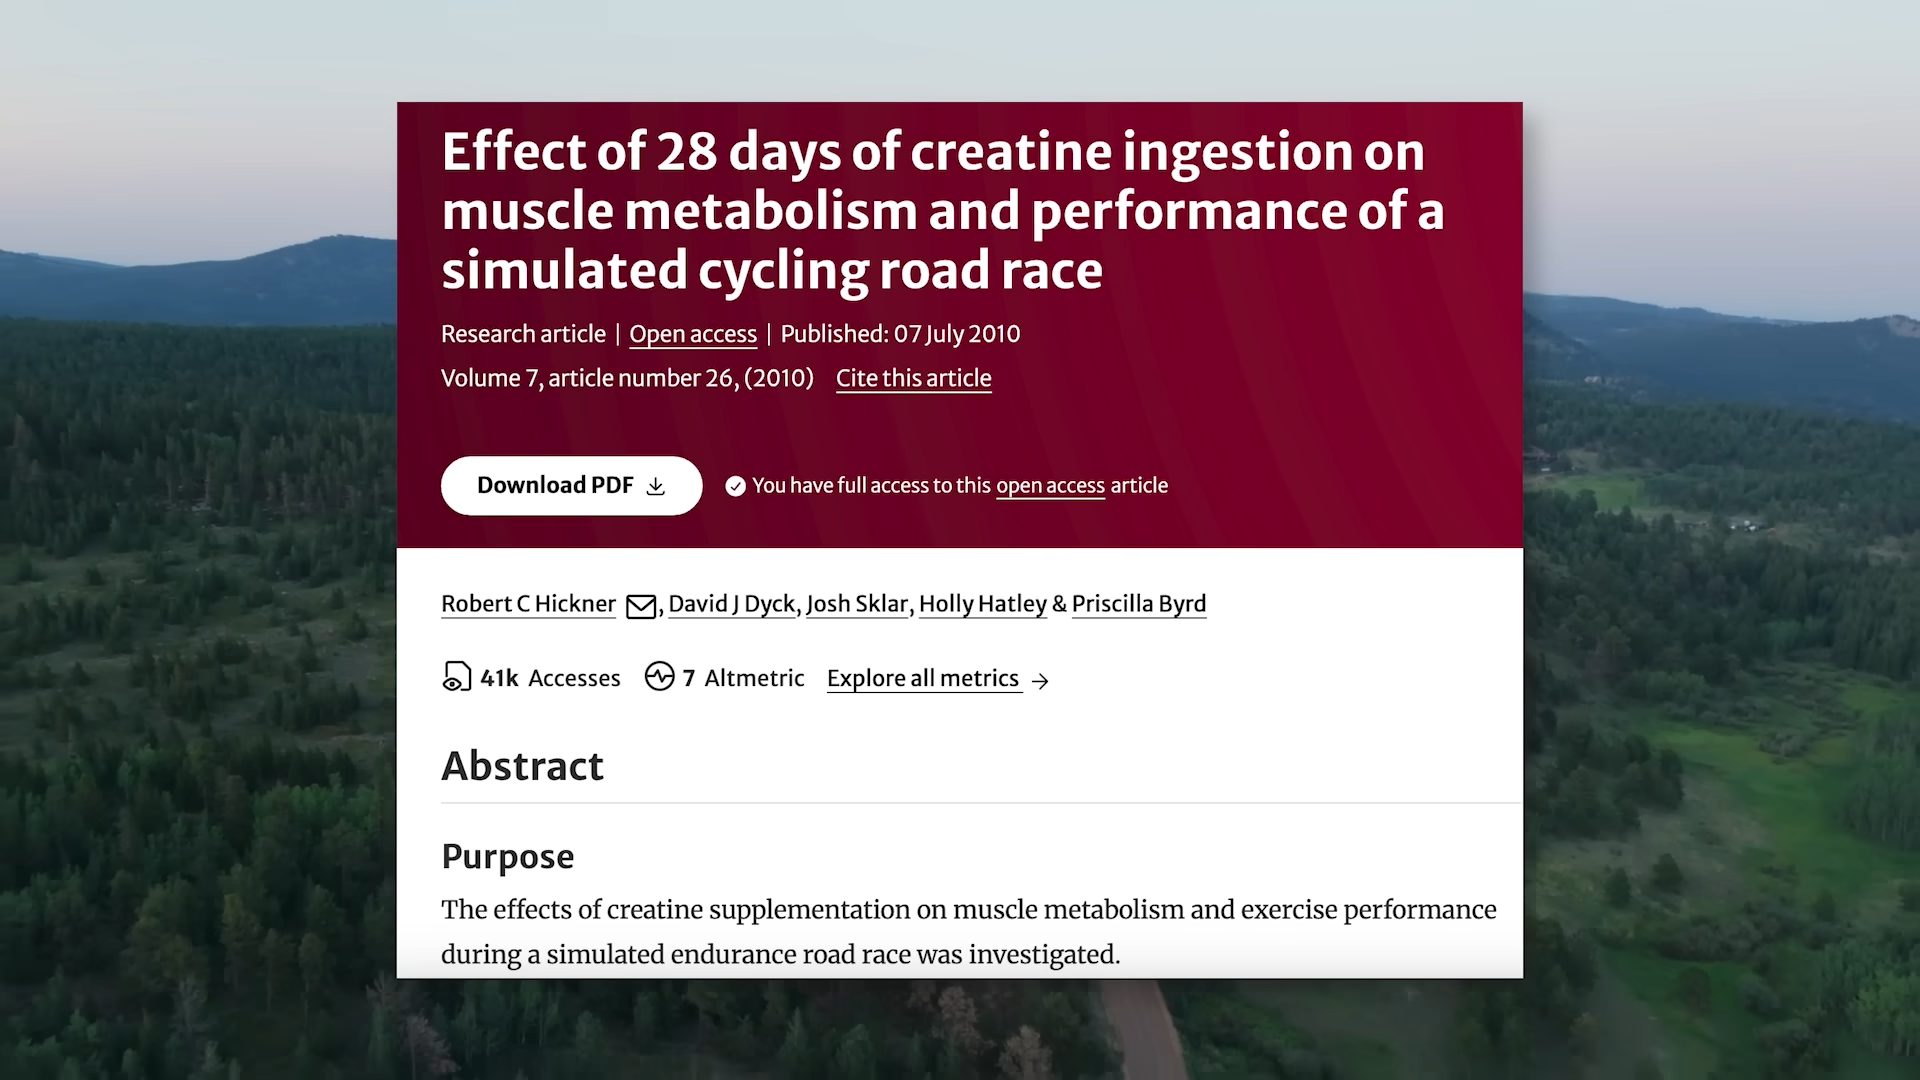 Effect of 28 days of creatine ingestion on
muscle metabolism and performance of a
simulated cycling road race
Research article | Open access | Published: 07 July 2010
Volume 7, article number 26, (2010) Cite this article
Download PDF You have full access to this open access article
Robert C Hickner, David J Dyck, Josh Sklar, Holly Hatley & Priscilla Byrd
41k Accesses 7 Altmetric Explore all metrics →
Abstract
Purpose
The effects of creatine supplementation on muscle metabolism and exercise performance
during a simulated endurance road race was investigated.